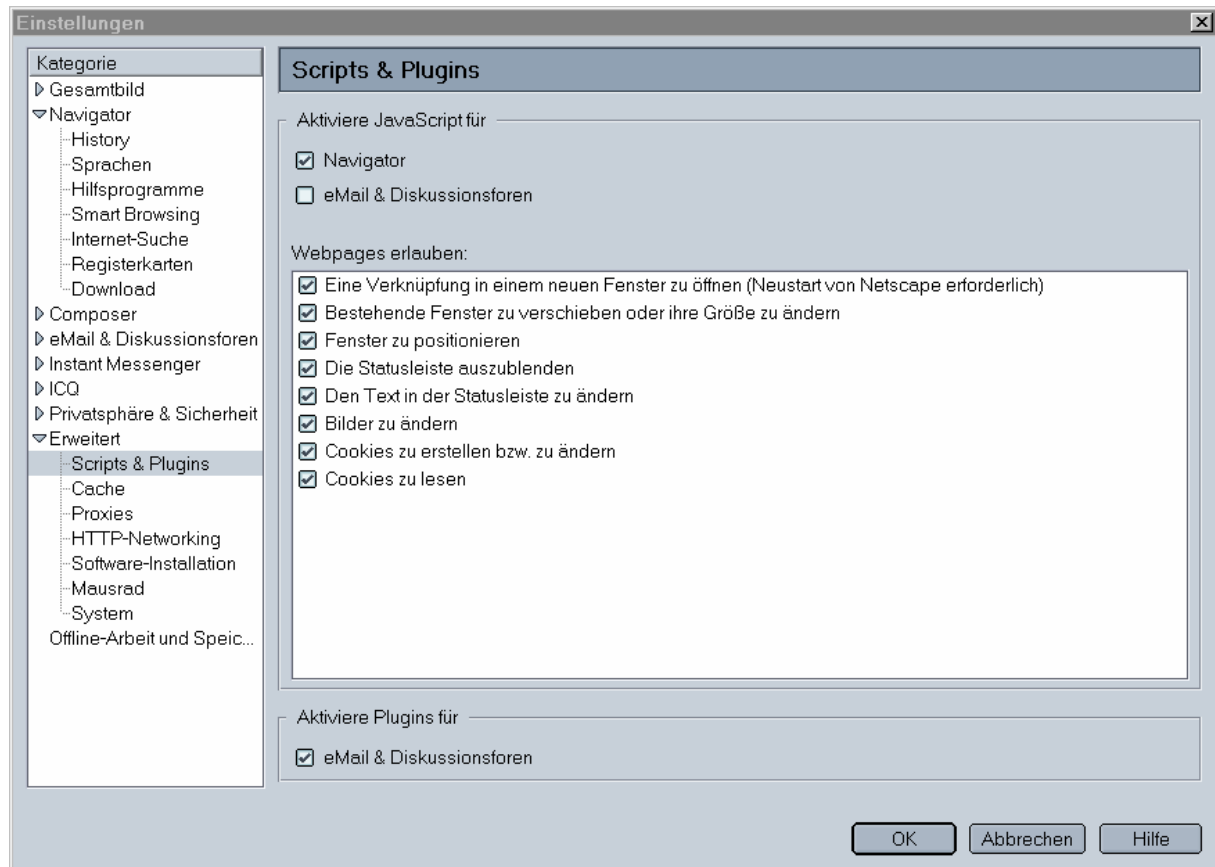 Einstellungen
Kategorie
Gesamtbild
Navigator
History
Sprachen
Hilfsprogramme
Smart Browsing
Internet-Suche
Registerkarten
Download
Composer
eMail & Diskussionsforen
Instant Messenger
ICQ
Privatsphäre & Sicherheit
Erweitert
Scripts & Plugins
Cache
Proxies
HTTP-Networking
Software-Installation
Mausrad
System
Offline-Arbeit und Speic...
Scripts & Plugins
Aktiviere JavaScript für
Navigator
eMail & Diskussionsforen
Webpages erlauben:
Eine Verknüpfung in einem neuen Fenster zu öffnen (Neustart von Netscape erforderlich)
Bestehende Fenster zu verschieben oder ihre Größe zu ändern
Fenster zu positionieren
Die Statusleiste auszublenden
Den Text in der Statusleiste zu ändern
Bilder zu ändern
Cookies zu erstellen bzw. zu ändern
Cookies zu lesen
Aktiviere Plugins für
eMail & Diskussionsforen
OK
Abbrechen
Hilfe